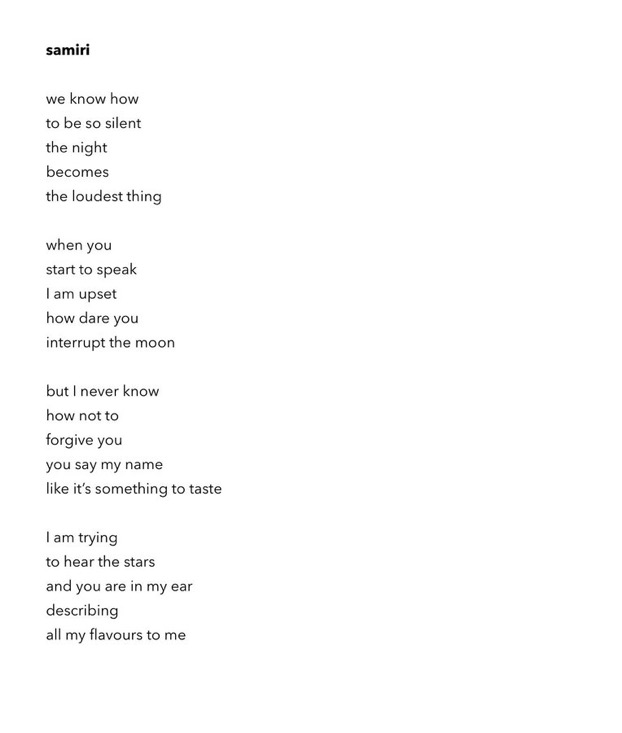 samiri
we know how
to be so silent
the night
becomes
the loudest thing
when you
start to speak
I am upset
how dare you
interrupt the moon
but I never know
how not to
forgive you
you say my name
like it’s something to taste
I am trying
to hear the stars
and you are in my ear
describing
all my flavours to me